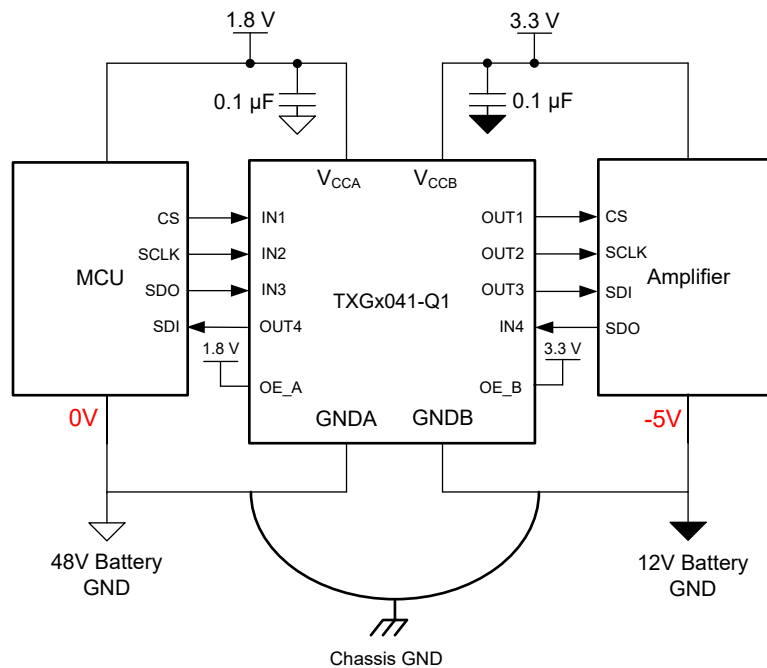 1.8 V
3.3 V
0.1 µF
0.1 µF
VCCA
VCCB
CS
IN1
OUT1
CS
SCLK
IN2
OUT2
SCLK
MCU
TXGx041-Q1
Amplifier
SDO
IN3
OUT3
SDI
SDI
OUT4
IN4
SDO
1.8 V
3.3 V
OE_A
OE_B
GNDA
GNDB
0V
-5V
48V Battery
GND
12V Battery
GND
Chassis GND